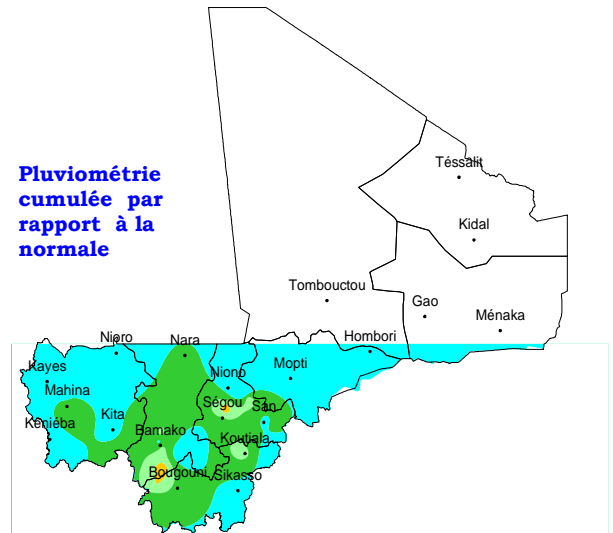 Pluviométrie
cumulée par
rapport à la
normale
Téssalit
Kidal
Tombouctou
Gao
Ménaka
Hombori
Nioro
Nara
Kayes
Niono
Mopti
Mahina
Ségou
San
Kéniéba
Kita
Bamako
Koutiala
Bougouni
Sikasso